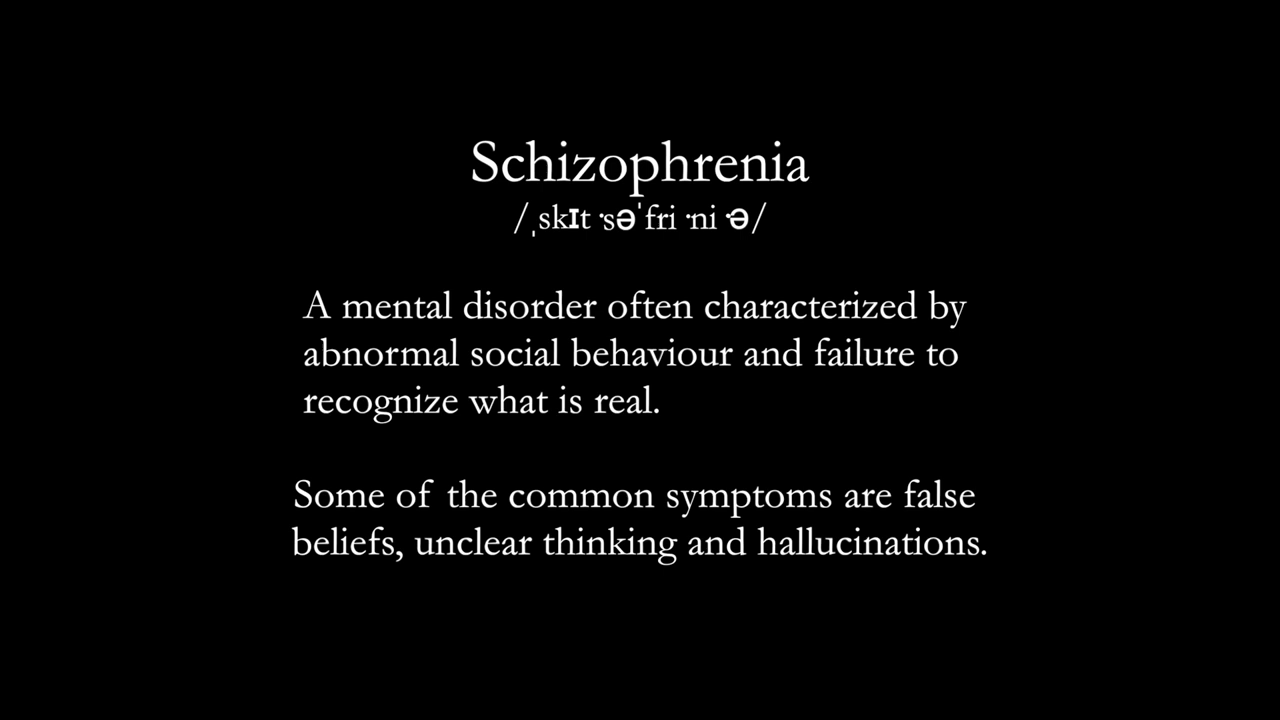 Schizophrenia
/ˌskɪt ·səˈfri ·ni ·ə/
A mental disorder often characterized by
abnormal social behaviour and failure to
recognize what is real.
Some of the common symptoms are false
beliefs, unclear thinking and hallucinations.